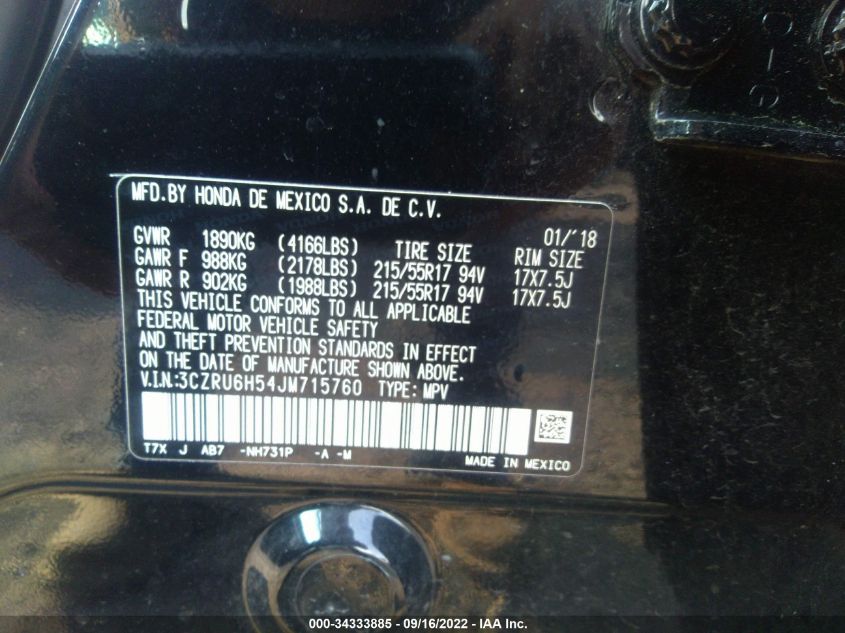 MFD.BY HONDA DE MEXICO S.A. DE C.V.
01/'18
GVWR 1890KG (4166LBS) TIRE SIZE RIM SIZE
GAWR F 988KG (2178LBS) 215/55R17 94V 17X7.5J
GAWR R 902KG (1988LBS) 215/55R17 94V 17X7.5J
THIS VEHICLE CONFORMS TO ALL APPLICABLE
FEDERAL MOTOR VEHICLE SAFETY
AND THEFT PREVENTION STANDARDS IN EFFECT
ON THE DATE OF MANUFACTURE SHOWN ABOVE.
V.I.N:3CZRU6H54JM715760 TYPE: MPV
T7X J AB7 -NH731P -A -M
MADE IN MEXICO
000-34333885 - 09/16/2022 - IAA Inc.